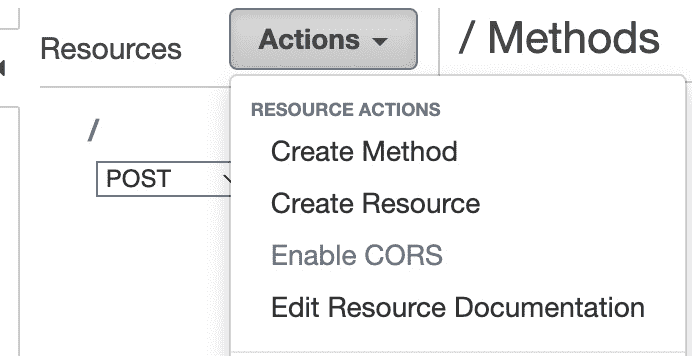 Resources
Actions
/ Methods
/
POST
RESOURCE ACTIONS
Create Method
Create Resource
Enable CORS
Edit Resource Documentation